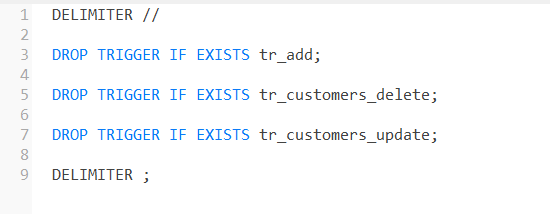 1 DELIMITER //
2
3 DROP TRIGGER IF EXISTS tr_add;
4
5 DROP TRIGGER IF EXISTS tr_customers_delete;
6
7 DROP TRIGGER IF EXISTS tr_customers_update;
8
9 DELIMITER ;